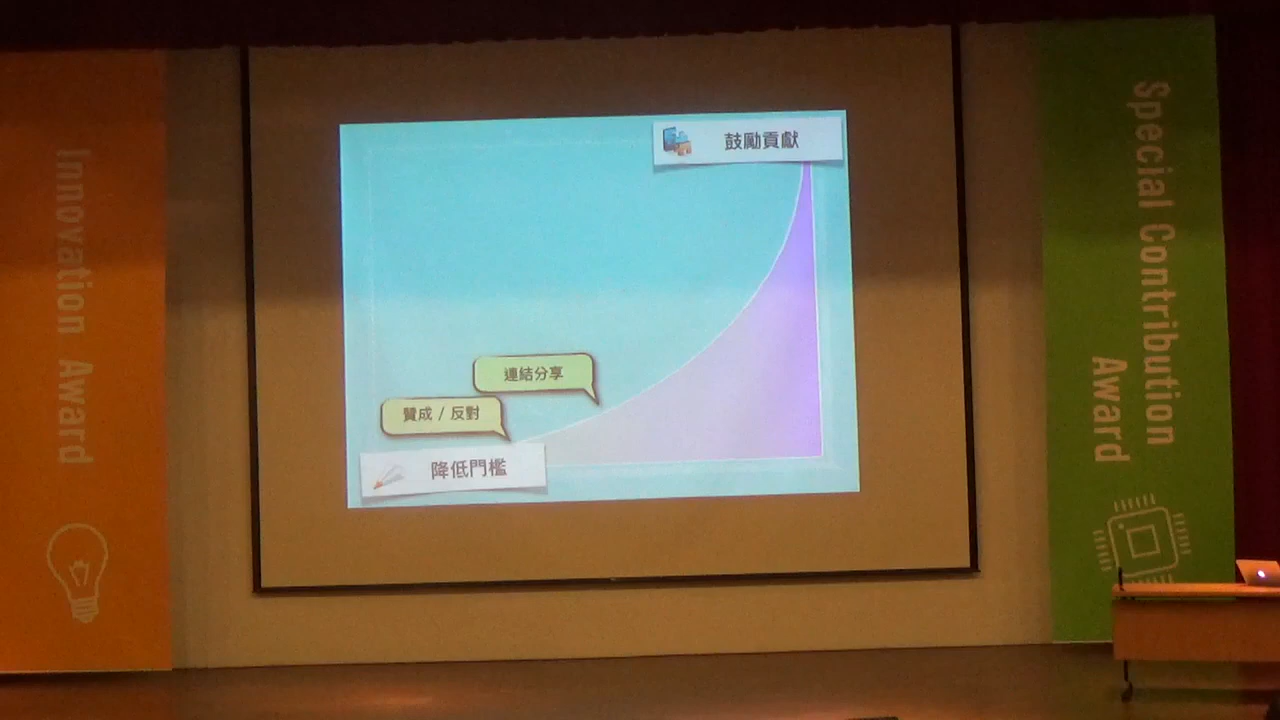 Innovation Award
鼓勵貢獻
連結分享
贊成 / 反對
降低門檻
Special Contribution
Award